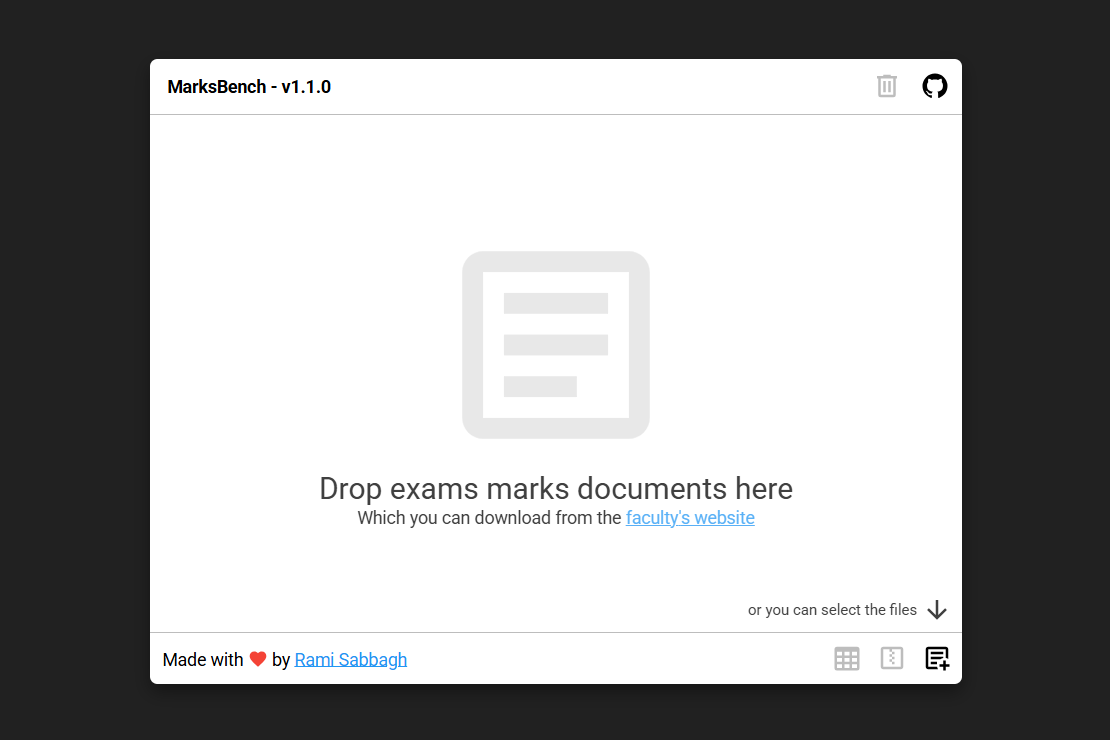 MarksBench - v1.1.0
Drop exams marks documents here
Which you can download from the faculty's website
or you can select the files
Made with ❤ by Rami Sabbagh